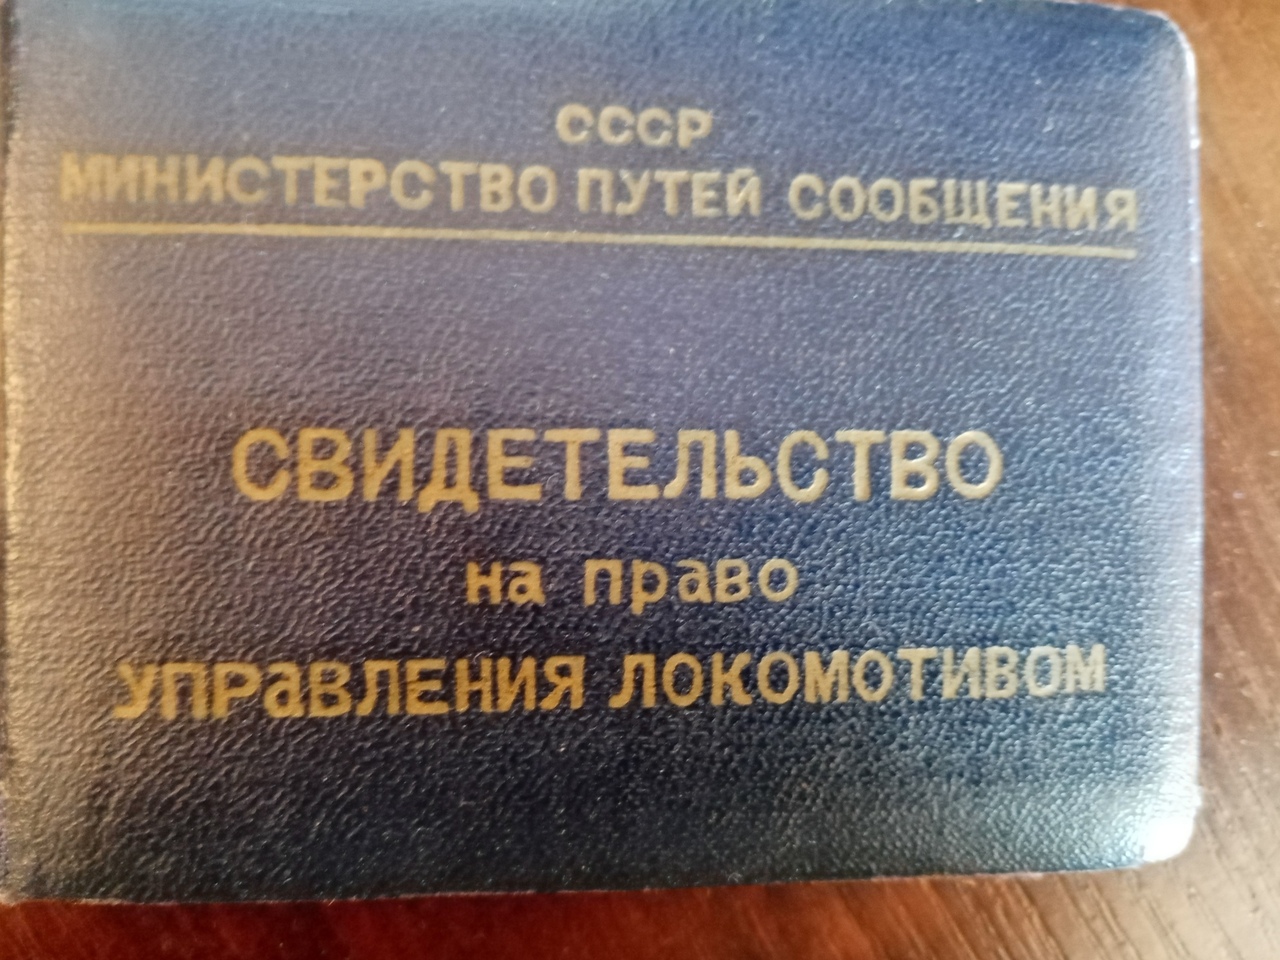 СССР
МИНИСТЕРСТВО ПУТЕЙ СООБЩЕНИЯ
СВИДЕТЕЛЬСТВО
на право
УПРаВЛЕНИЯ ЛОКОМОТИВОМ